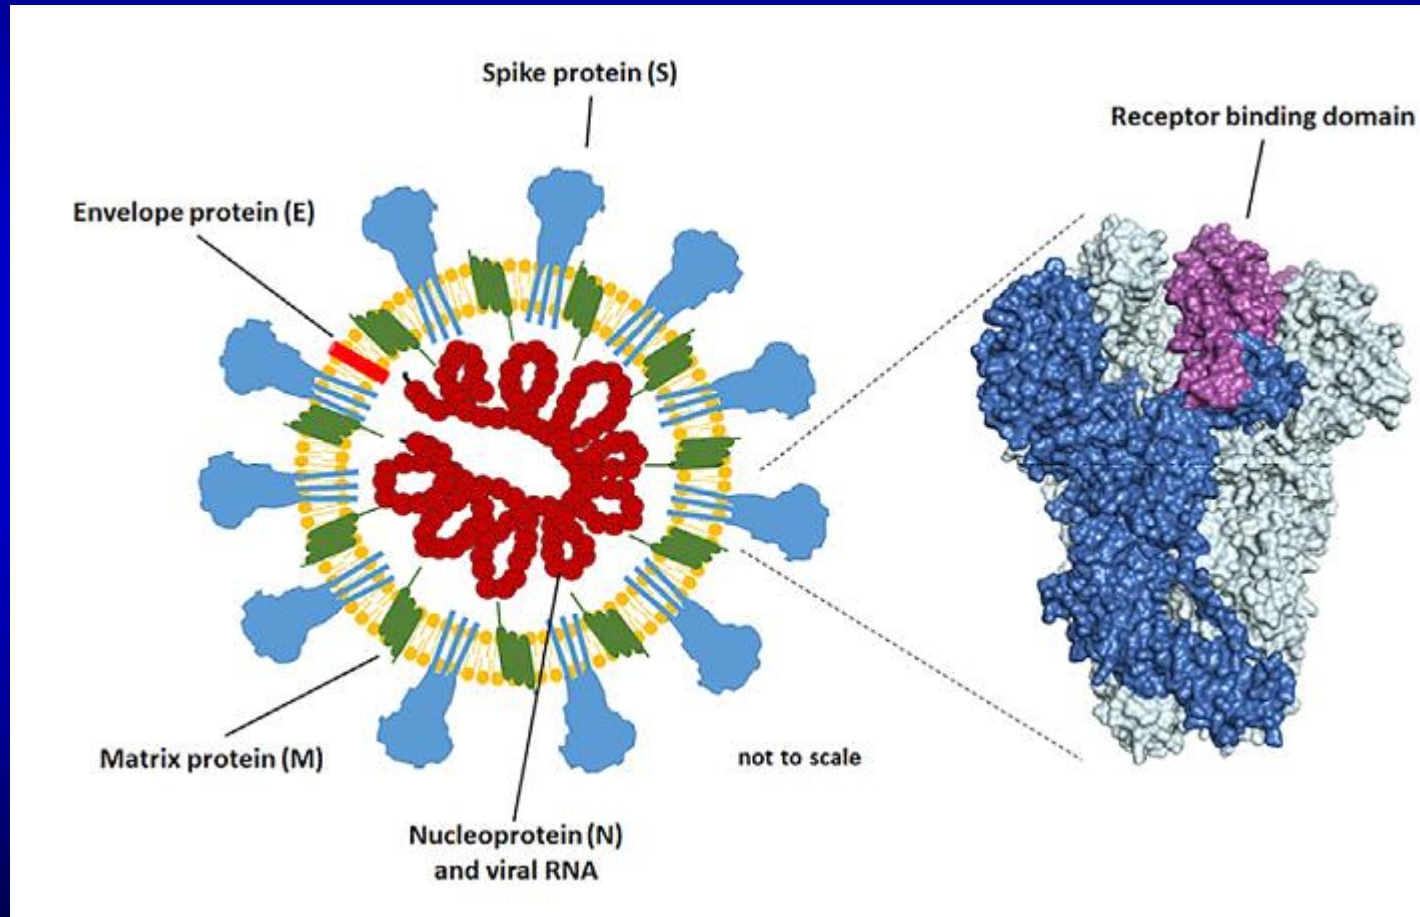 Spike protein (S)
Receptor binding domain
Envelope protein (E)
Matrix protein (M)
not to scale
Nucleoprotein (N)
and viral RNA